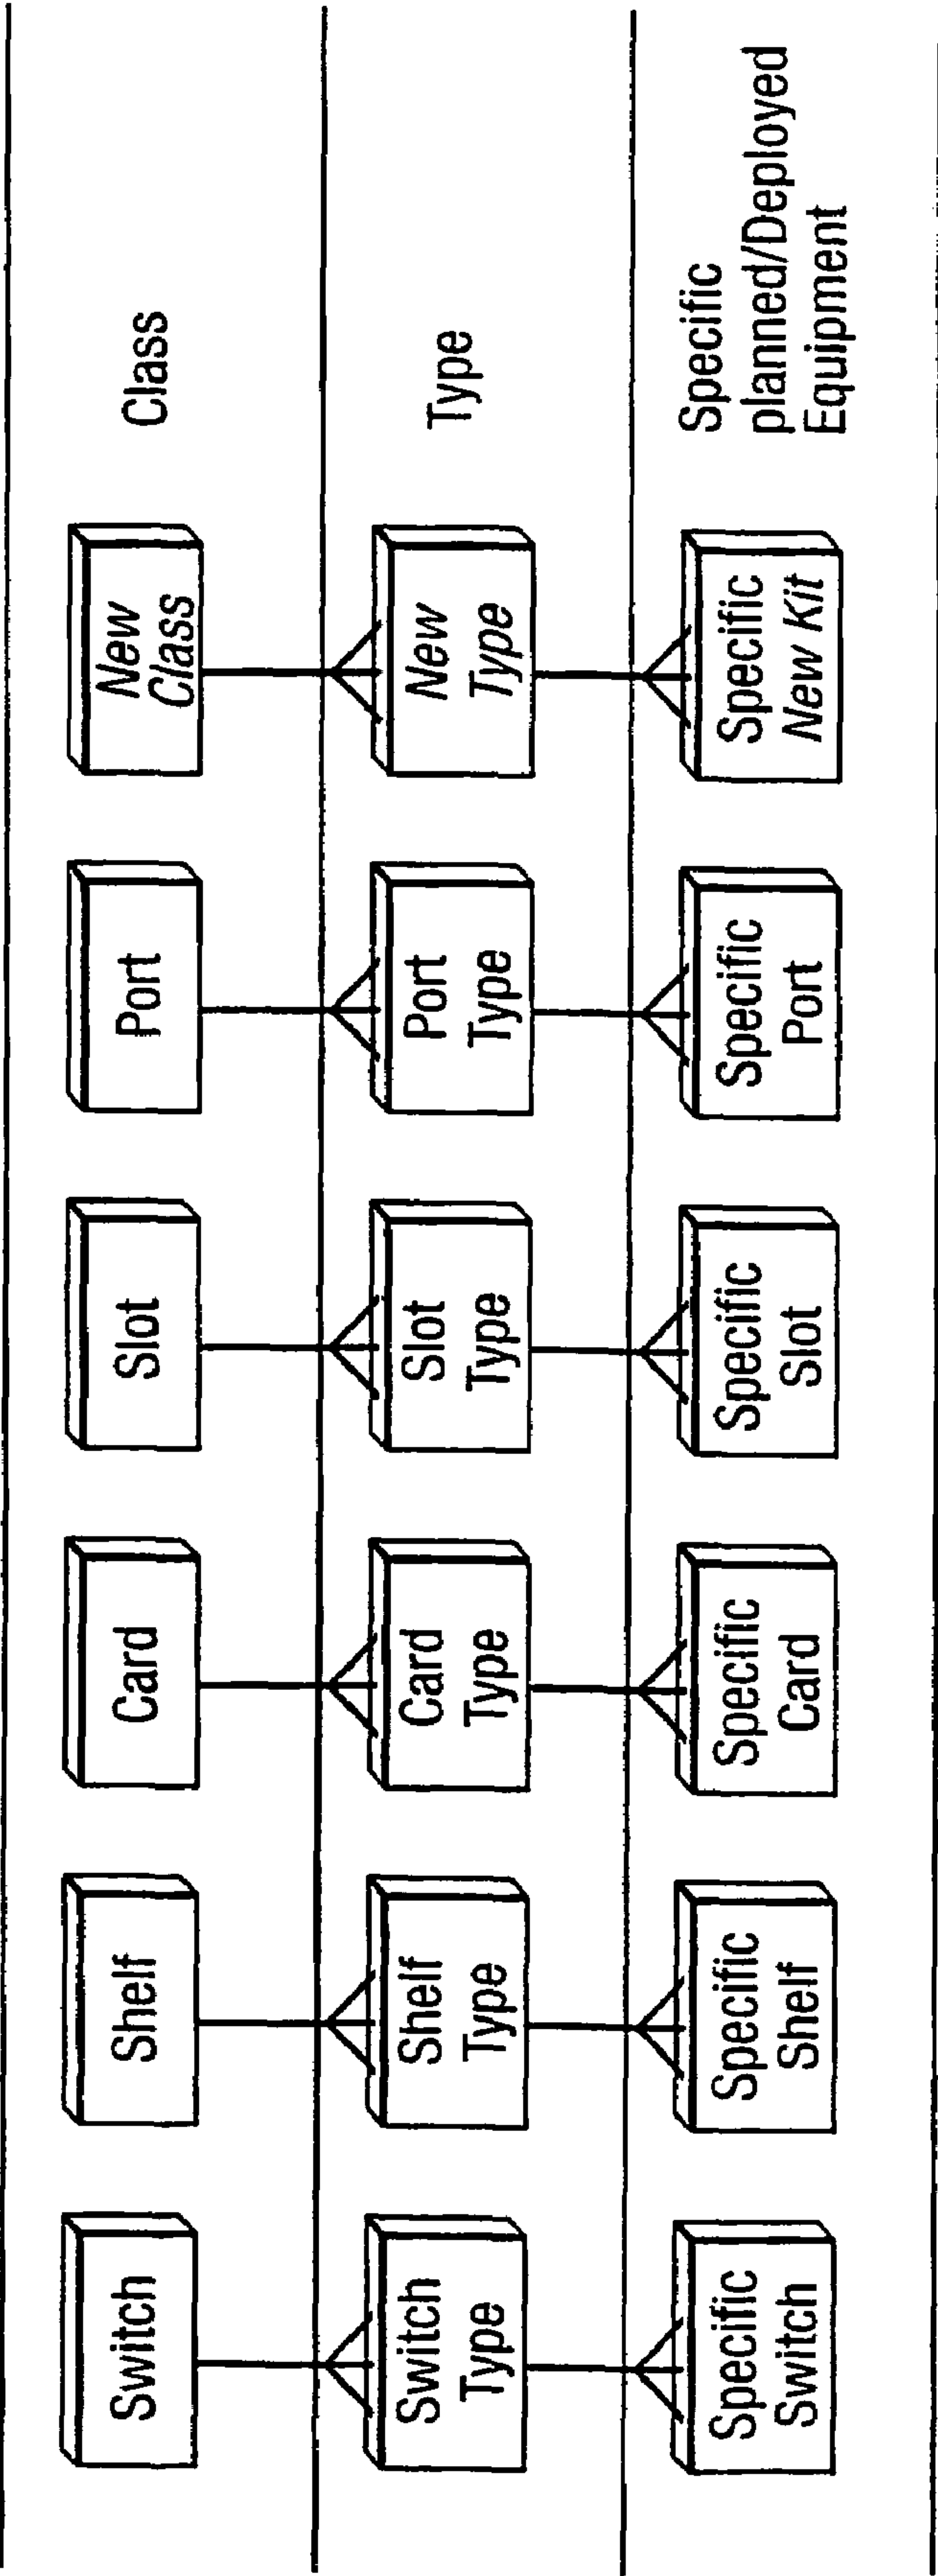 Switch
Shelf
Card
Slot
Port
New
Class
Class
Switch
Type
Shelf
Type
Card
Type
Slot
Type
Port
Type
New
Type
Type
Specific
Switch
Specific
Shelf
Specific
Card
Specific
Slot
Specific
Port
Specific
New Kit
Specific
planned/Deployed
Equipment